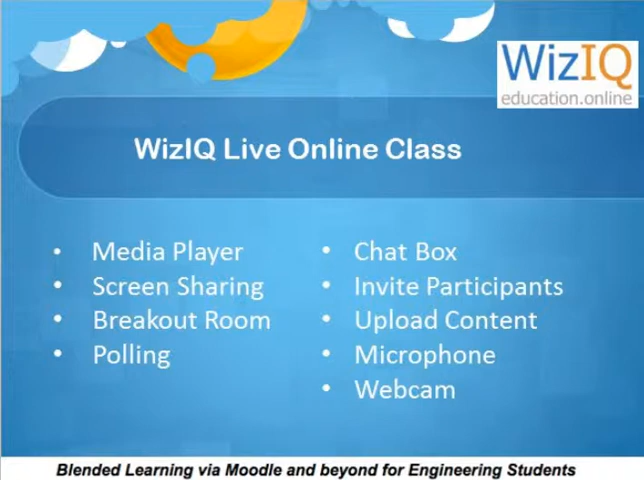 WizIQ
education.online
WizIQ Live Online Class
• Media Player
• Screen Sharing
• Breakout Room
• Polling
• Chat Box
• Invite Participants
• Upload Content
• Microphone
• Webcam
Blended Learning via Moodle and beyond for Engineering Students